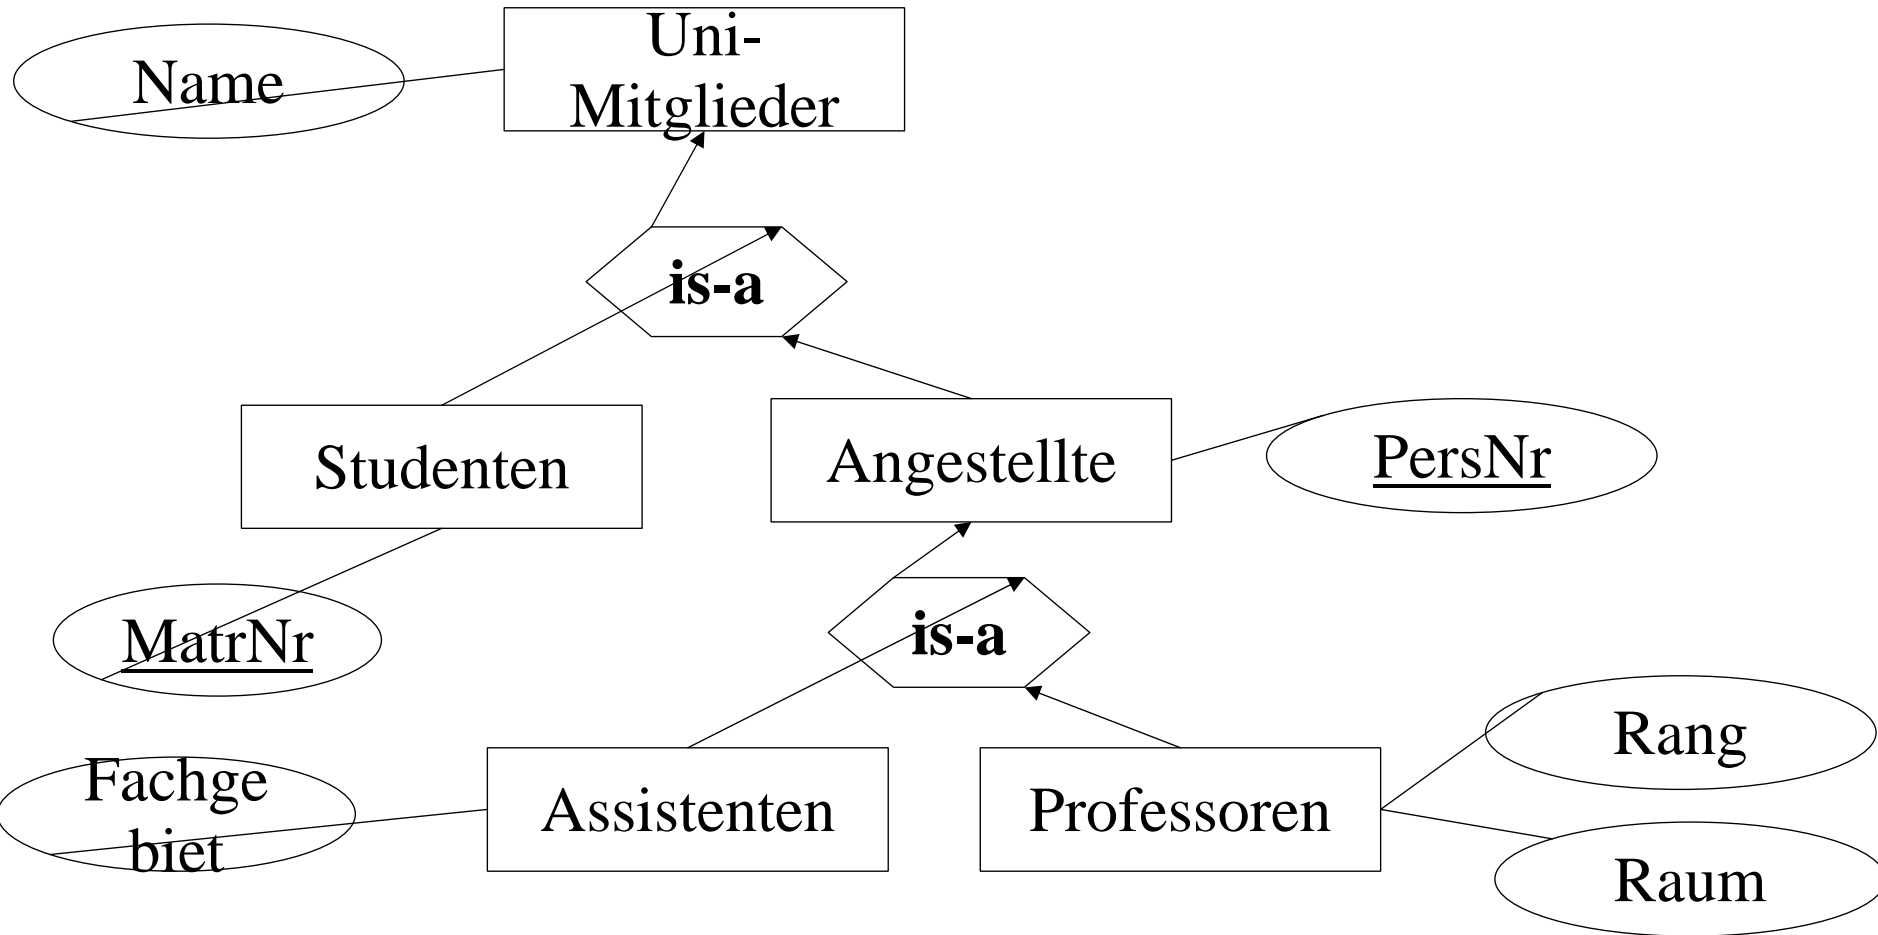 Uni-
Mitglieder
Name
is-a
Studenten
Angestellte
PersNr
MatrNr
is-a
Fachge
biet
Assistenten
Professoren
Rang
Raum